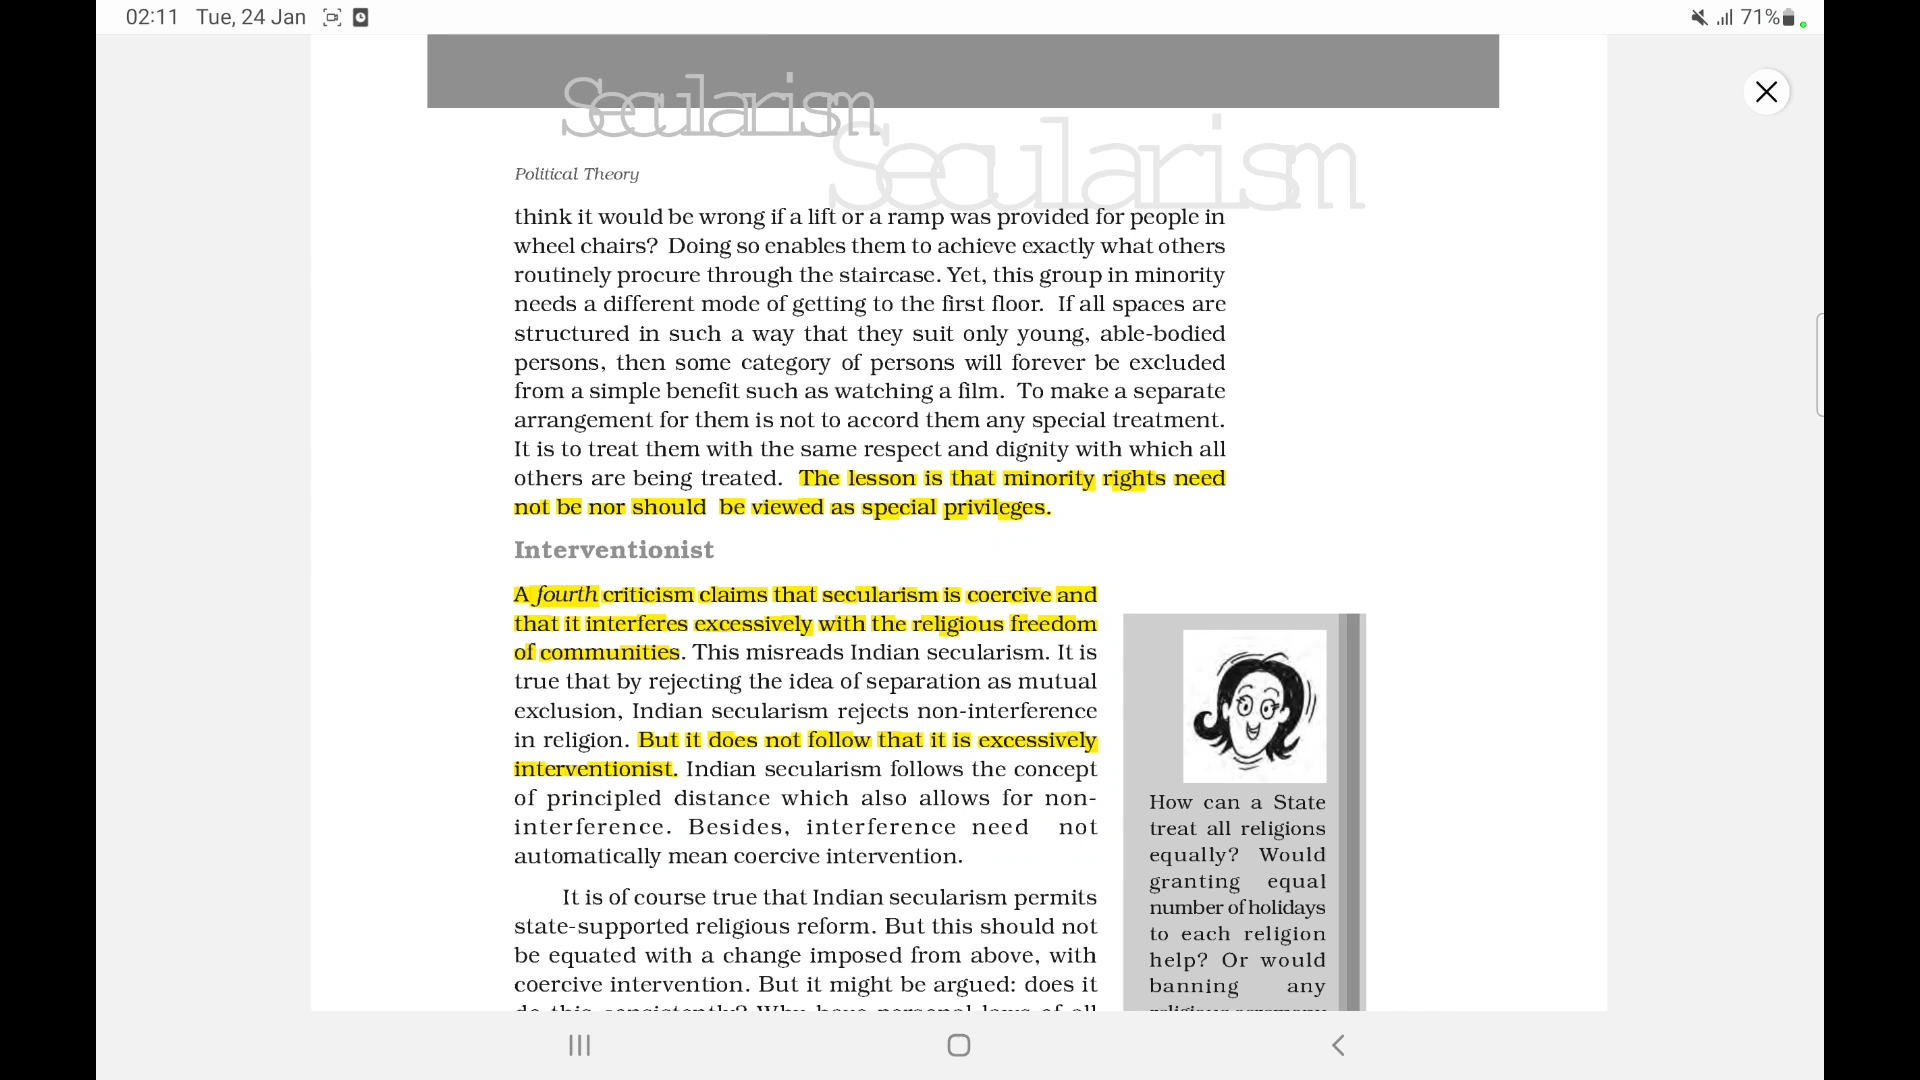 02:11 Tue, 24 Jan
71%
Secularism
Secularism
Political Theory
think it would be wrong if a lift or a ramp was provided for people in
wheel chairs? Doing so enables them to achieve exactly what others
routinely procure through the staircase. Yet, this group in minority
needs a different mode of getting to the first floor. If all spaces are
structured in such a way that they suit only young, able-bodied
persons, then some category of persons will forever be excluded
from a simple benefit such as watching a film. To make a separate
arrangement for them is not to accord them any special treatment.
It is to treat them with the same respect and dignity with which all
others are being treated. The lesson is that minority rights need
not be nor should be viewed as special privileges.
Interventionist
A fourth criticism claims that secularism is coercive and
that it interferes excessively with the religious freedom
of communities. This misreads Indian secularism. It is
true that by rejecting the idea of separation as mutual
exclusion, Indian secularism rejects non-interference
in religion. But it does not follow that it is excessively
interventionist. Indian secularism follows the concept
of principled distance which also allows for non-
interference. Besides, interference need not
automatically mean coercive intervention.
It is of course true that Indian secularism permits
state-supported religious reform. But this should not
be equated with a change imposed from above, with
coercive intervention. But it might be argued: does it
do this consistently? Why have personal laws of all
How can a State
treat all religions
equally? Would
granting equal
number of holidays
to each religion
help? Or would
banning any
religious ceremony